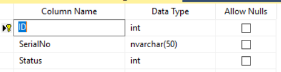 Column Name Data Type Allow Nulls
ID int
SerialNo nvarchar(50)
Status int